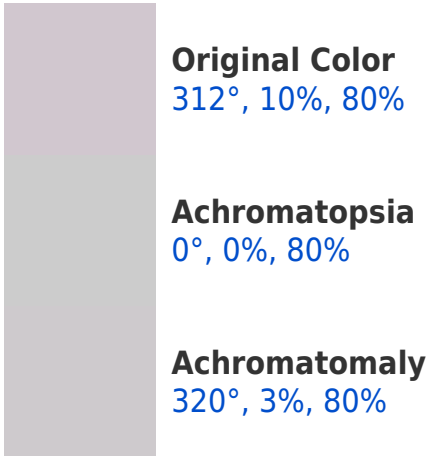 Original Color
312°, 10%, 80%
Achromatopsia
0°, 0%, 80%
Achromatomaly
320°, 3%, 80%